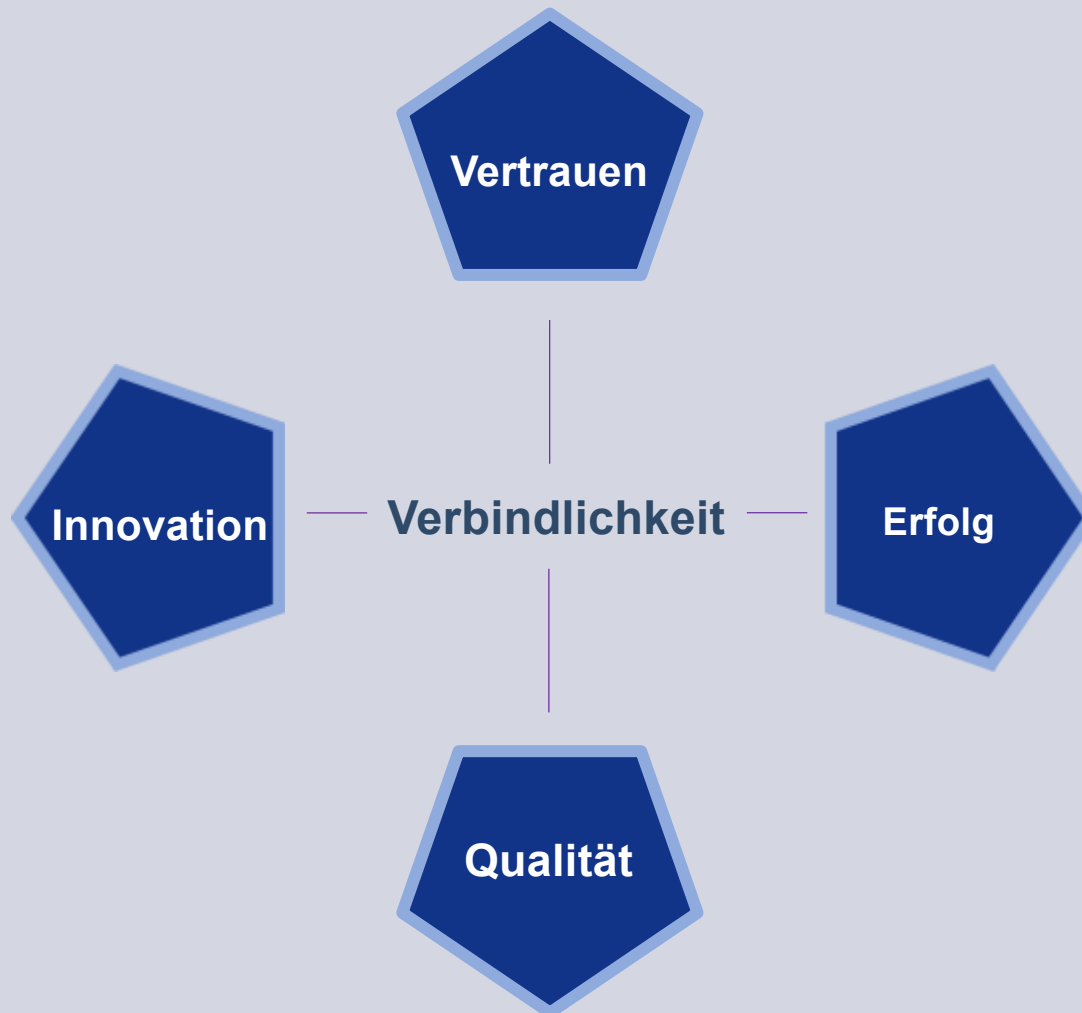 Vertrauen
Innovation
Verbindlichkeit
Erfolg
Qualität